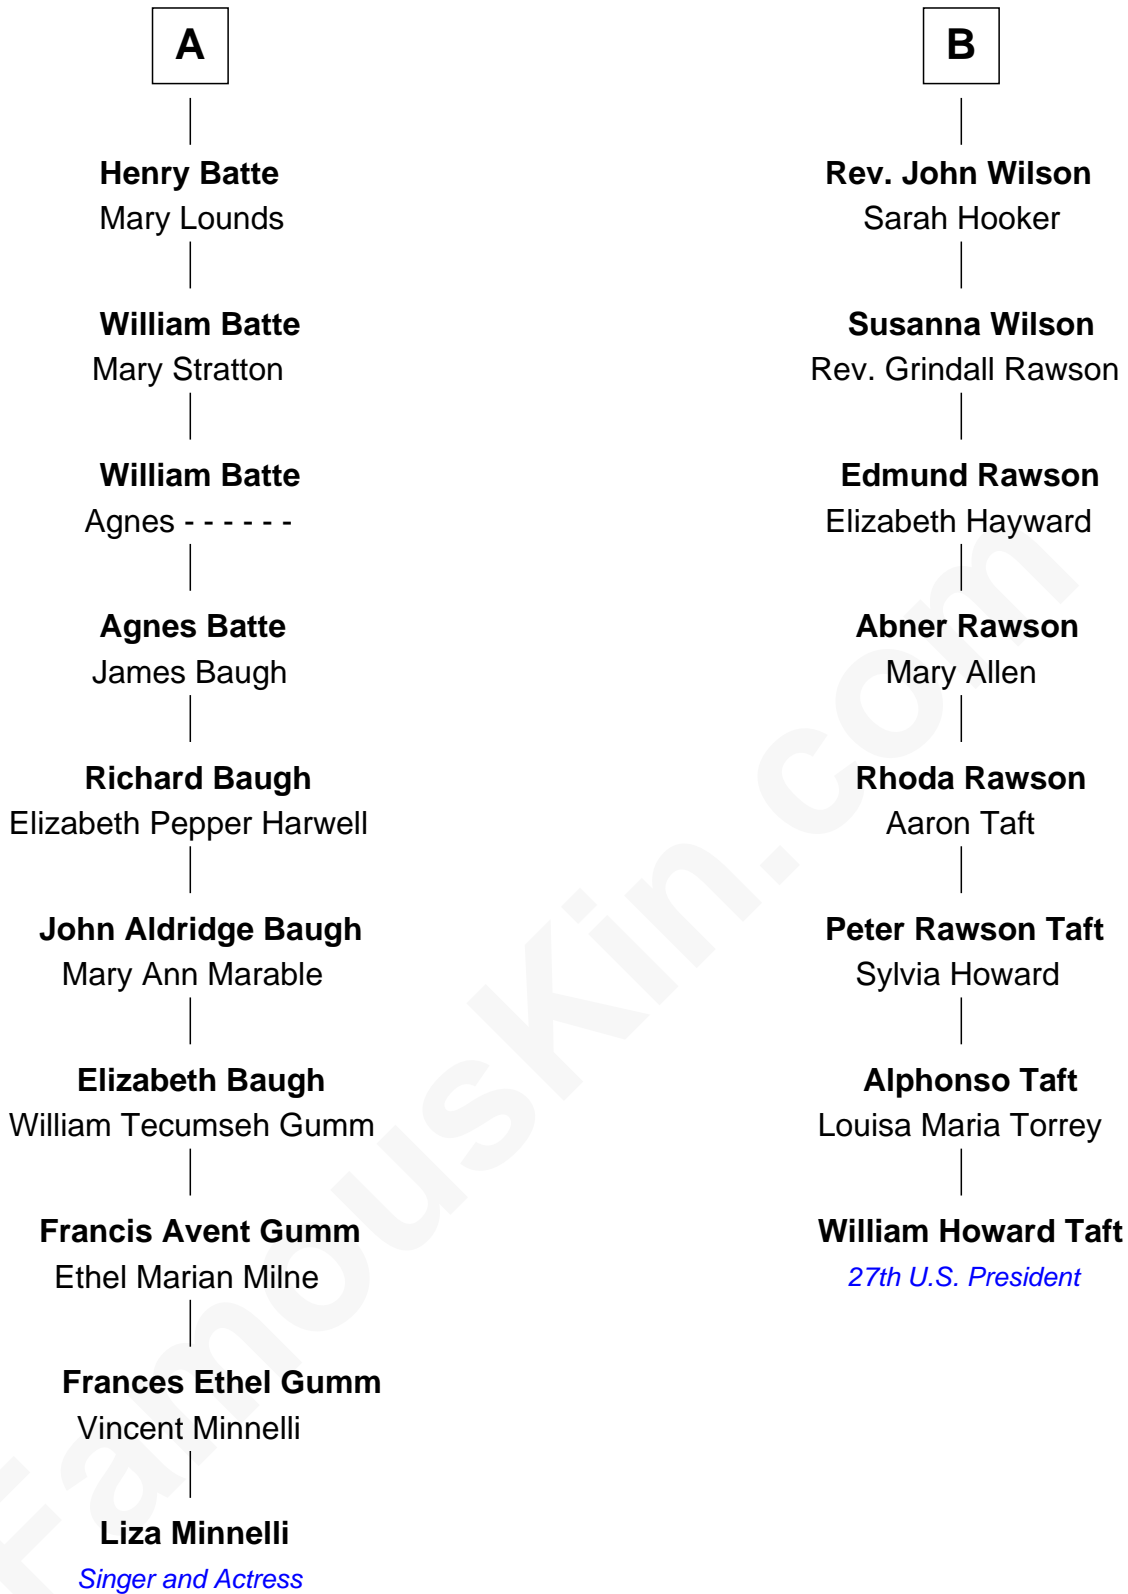 A
Henry Batte
Mary Lounds
William Batte
Mary Stratton
William Batte
Agnes - - - - - -
Agnes Batte
James Baugh
Richard Baugh
Elizabeth Pepper Harwell
John Aldridge Baugh
Mary Ann Marable
Elizabeth Baugh
William Tecumseh Gumm
Francis Avent Gumm
Ethel Marian Milne
Frances Ethel Gumm
Vincent Minnelli
Liza Minnelli
Singer and Actress
B
Rev. John Wilson
Sarah Hooker
Susanna Wilson
Rev. Grindall Rawson
Edmund Rawson
Elizabeth Hayward
Abner Rawson
Mary Allen
Rhoda Rawson
Aaron Taft
Peter Rawson Taft
Sylvia Howard
Alphonso Taft
Louisa Maria Torrey
William Howard Taft
27th U.S. President
FamousKin.com